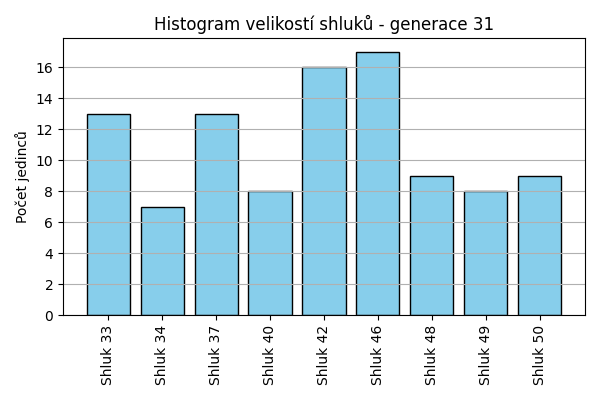 Histogram velikostí shluků - generace 31
Počet jedinců
16
14
12
10
8
6
4
2
0
Shluk 33
Shluk 34
Shluk 37
Shluk 40
Shluk 42
Shluk 46
Shluk 48
Shluk 49
Shluk 50